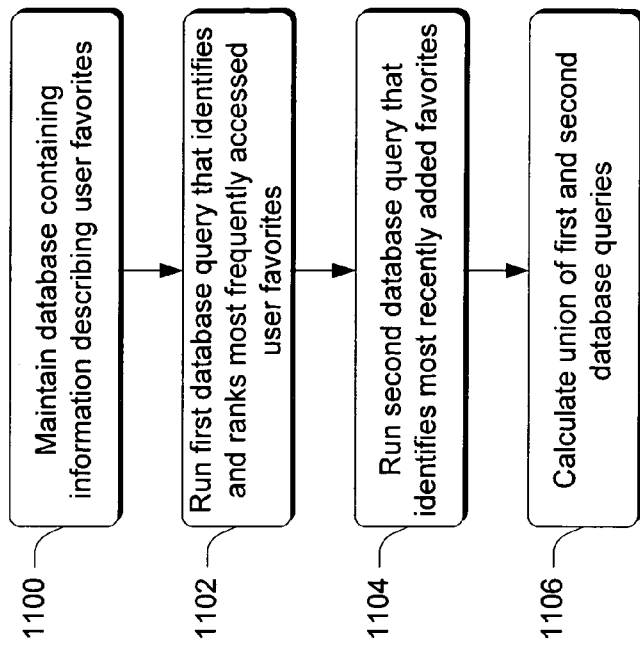 1100
Maintain database containing
information describing user favorites
1102
Run first database query that identifies
and ranks most frequently accessed
user favorites
1104
Run second database query that
identifies most recently added favorites
1106
Calculate union of first and second
database queries